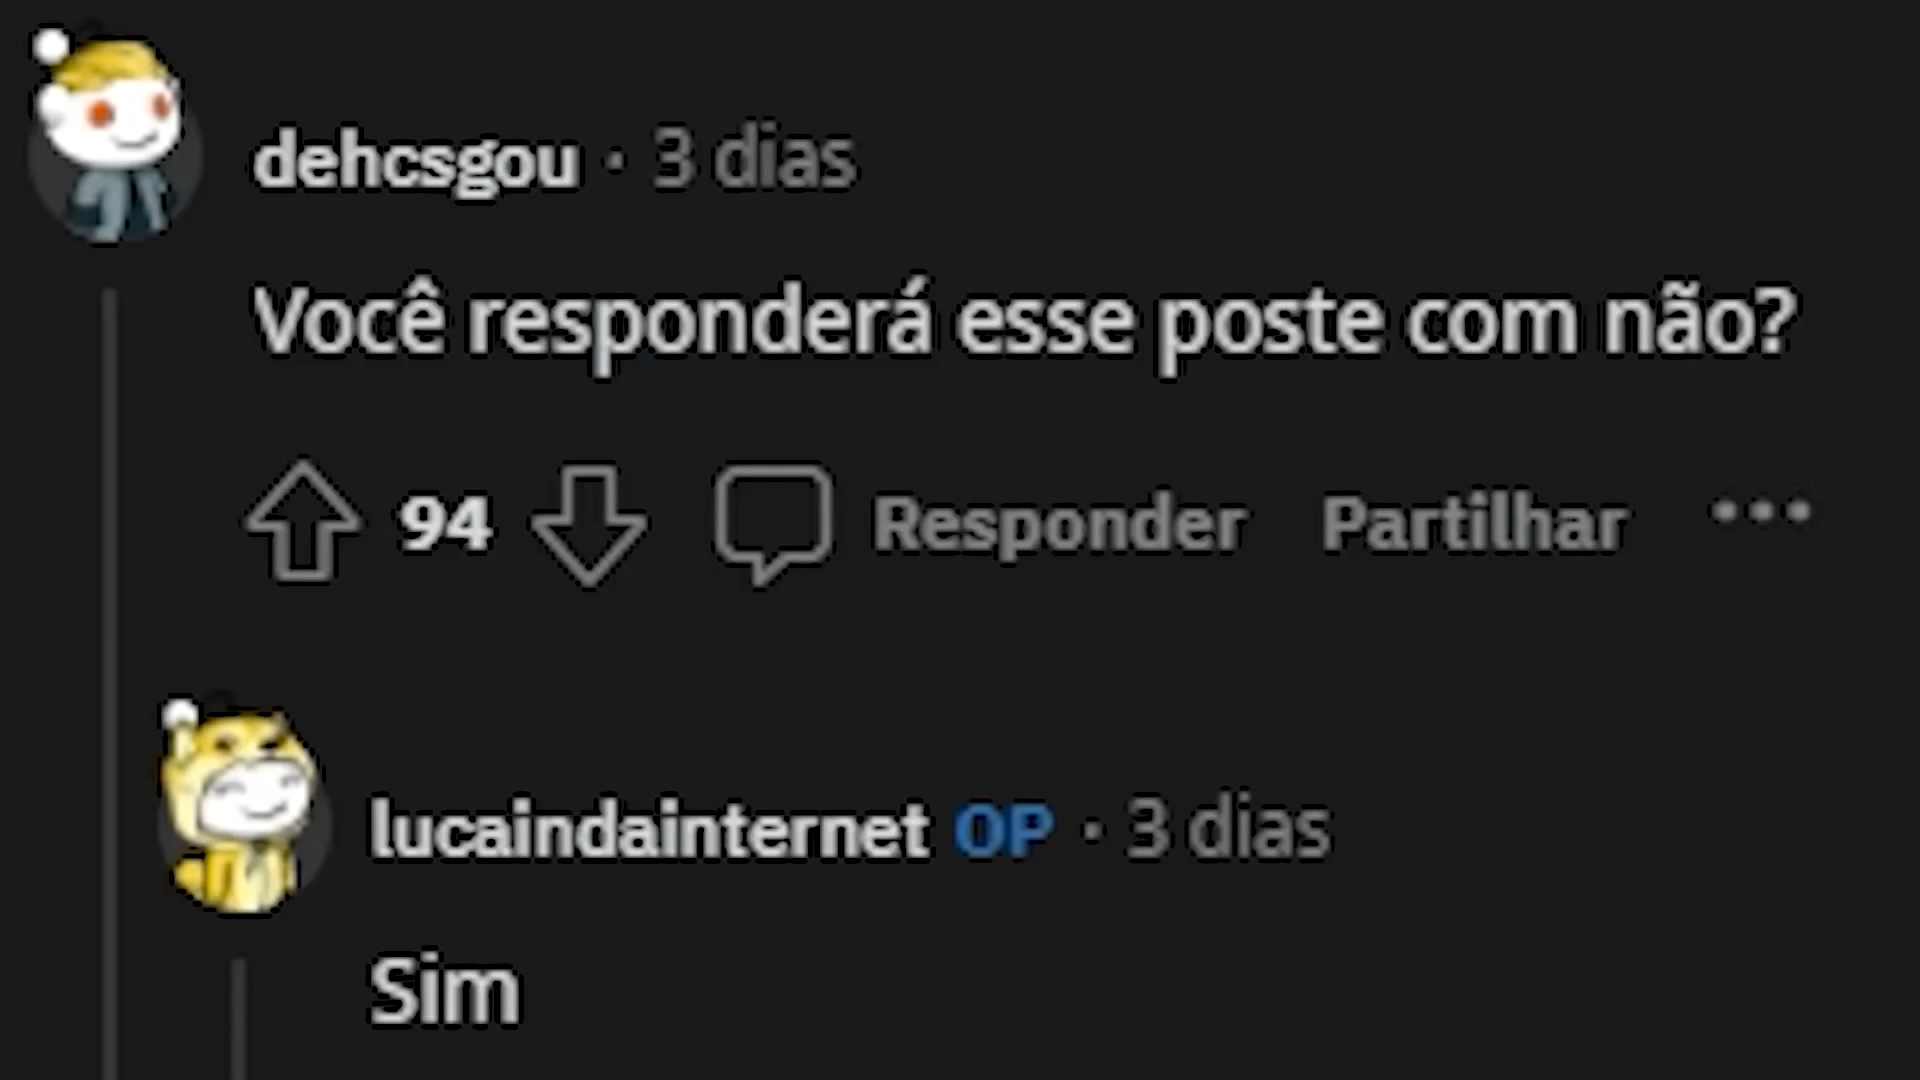 dehcsgou · 3 dias
Você responderá esse poste com não?
94 Responder Partilhar ...
lucaindainternet OP · 3 dias
Sim